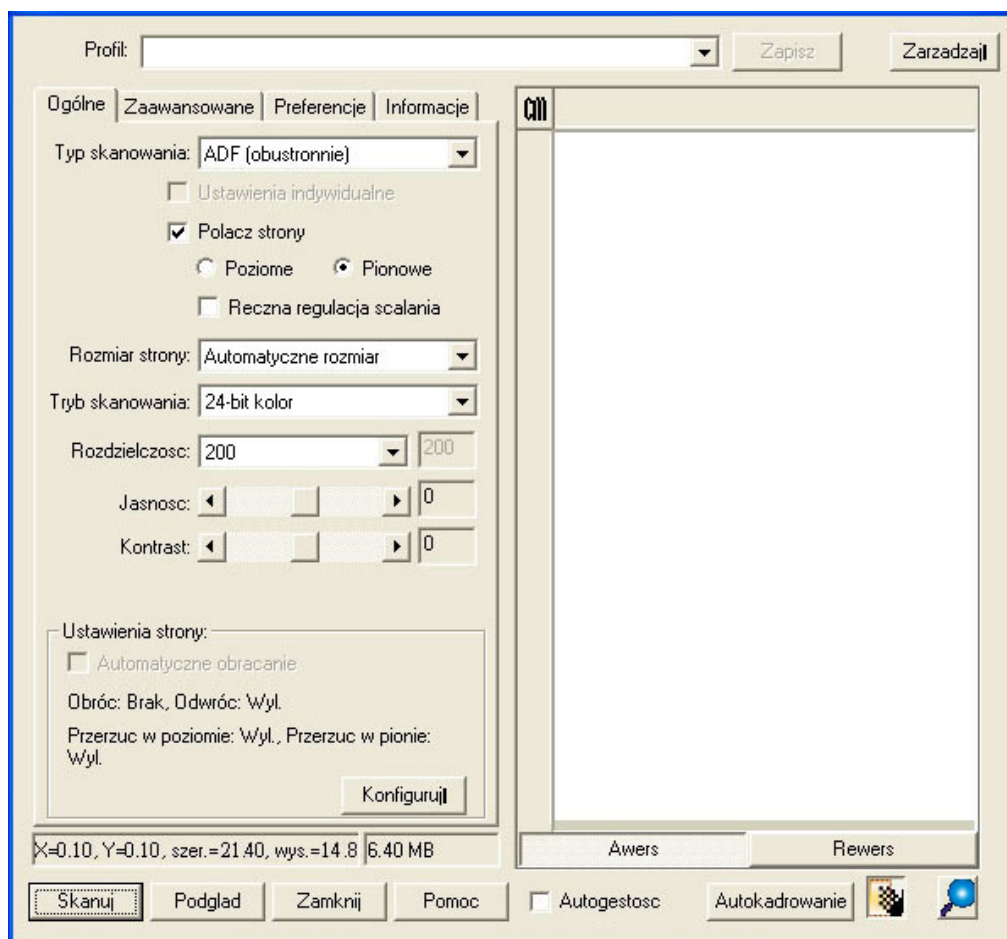 Profil:
Zapisz
Zarzadzaj
Ogólne Zaawansowane Preferencje Informacje
cm
Typ skanowania: ADF (obustronnie)
Ustawienia indywidualne
Polacz strony
Poziome Pionowe
Reczna regulacja scalania
Rozmiar strony: Automatyczne rozmiar
Tryb skanowania: 24-bit kolor
Rozdzielczosc: 200 200
Jasnosc: 0
Kontrast: 0
Ustawienia strony:
Automatyczne obracanie
Obróc: Brak, Odwróc: Wyl.
Przerzuc w poziomie: Wyl., Przerzuc w pionie:
Wyl.
Konfiguruj
X=0.10, Y=0.10, szer.=21.40, wys.=14.8 6.40 MB
Awers Rewers
Skanuj Podglad Zamknij Pomoc Autogestosc Autokadrowanie